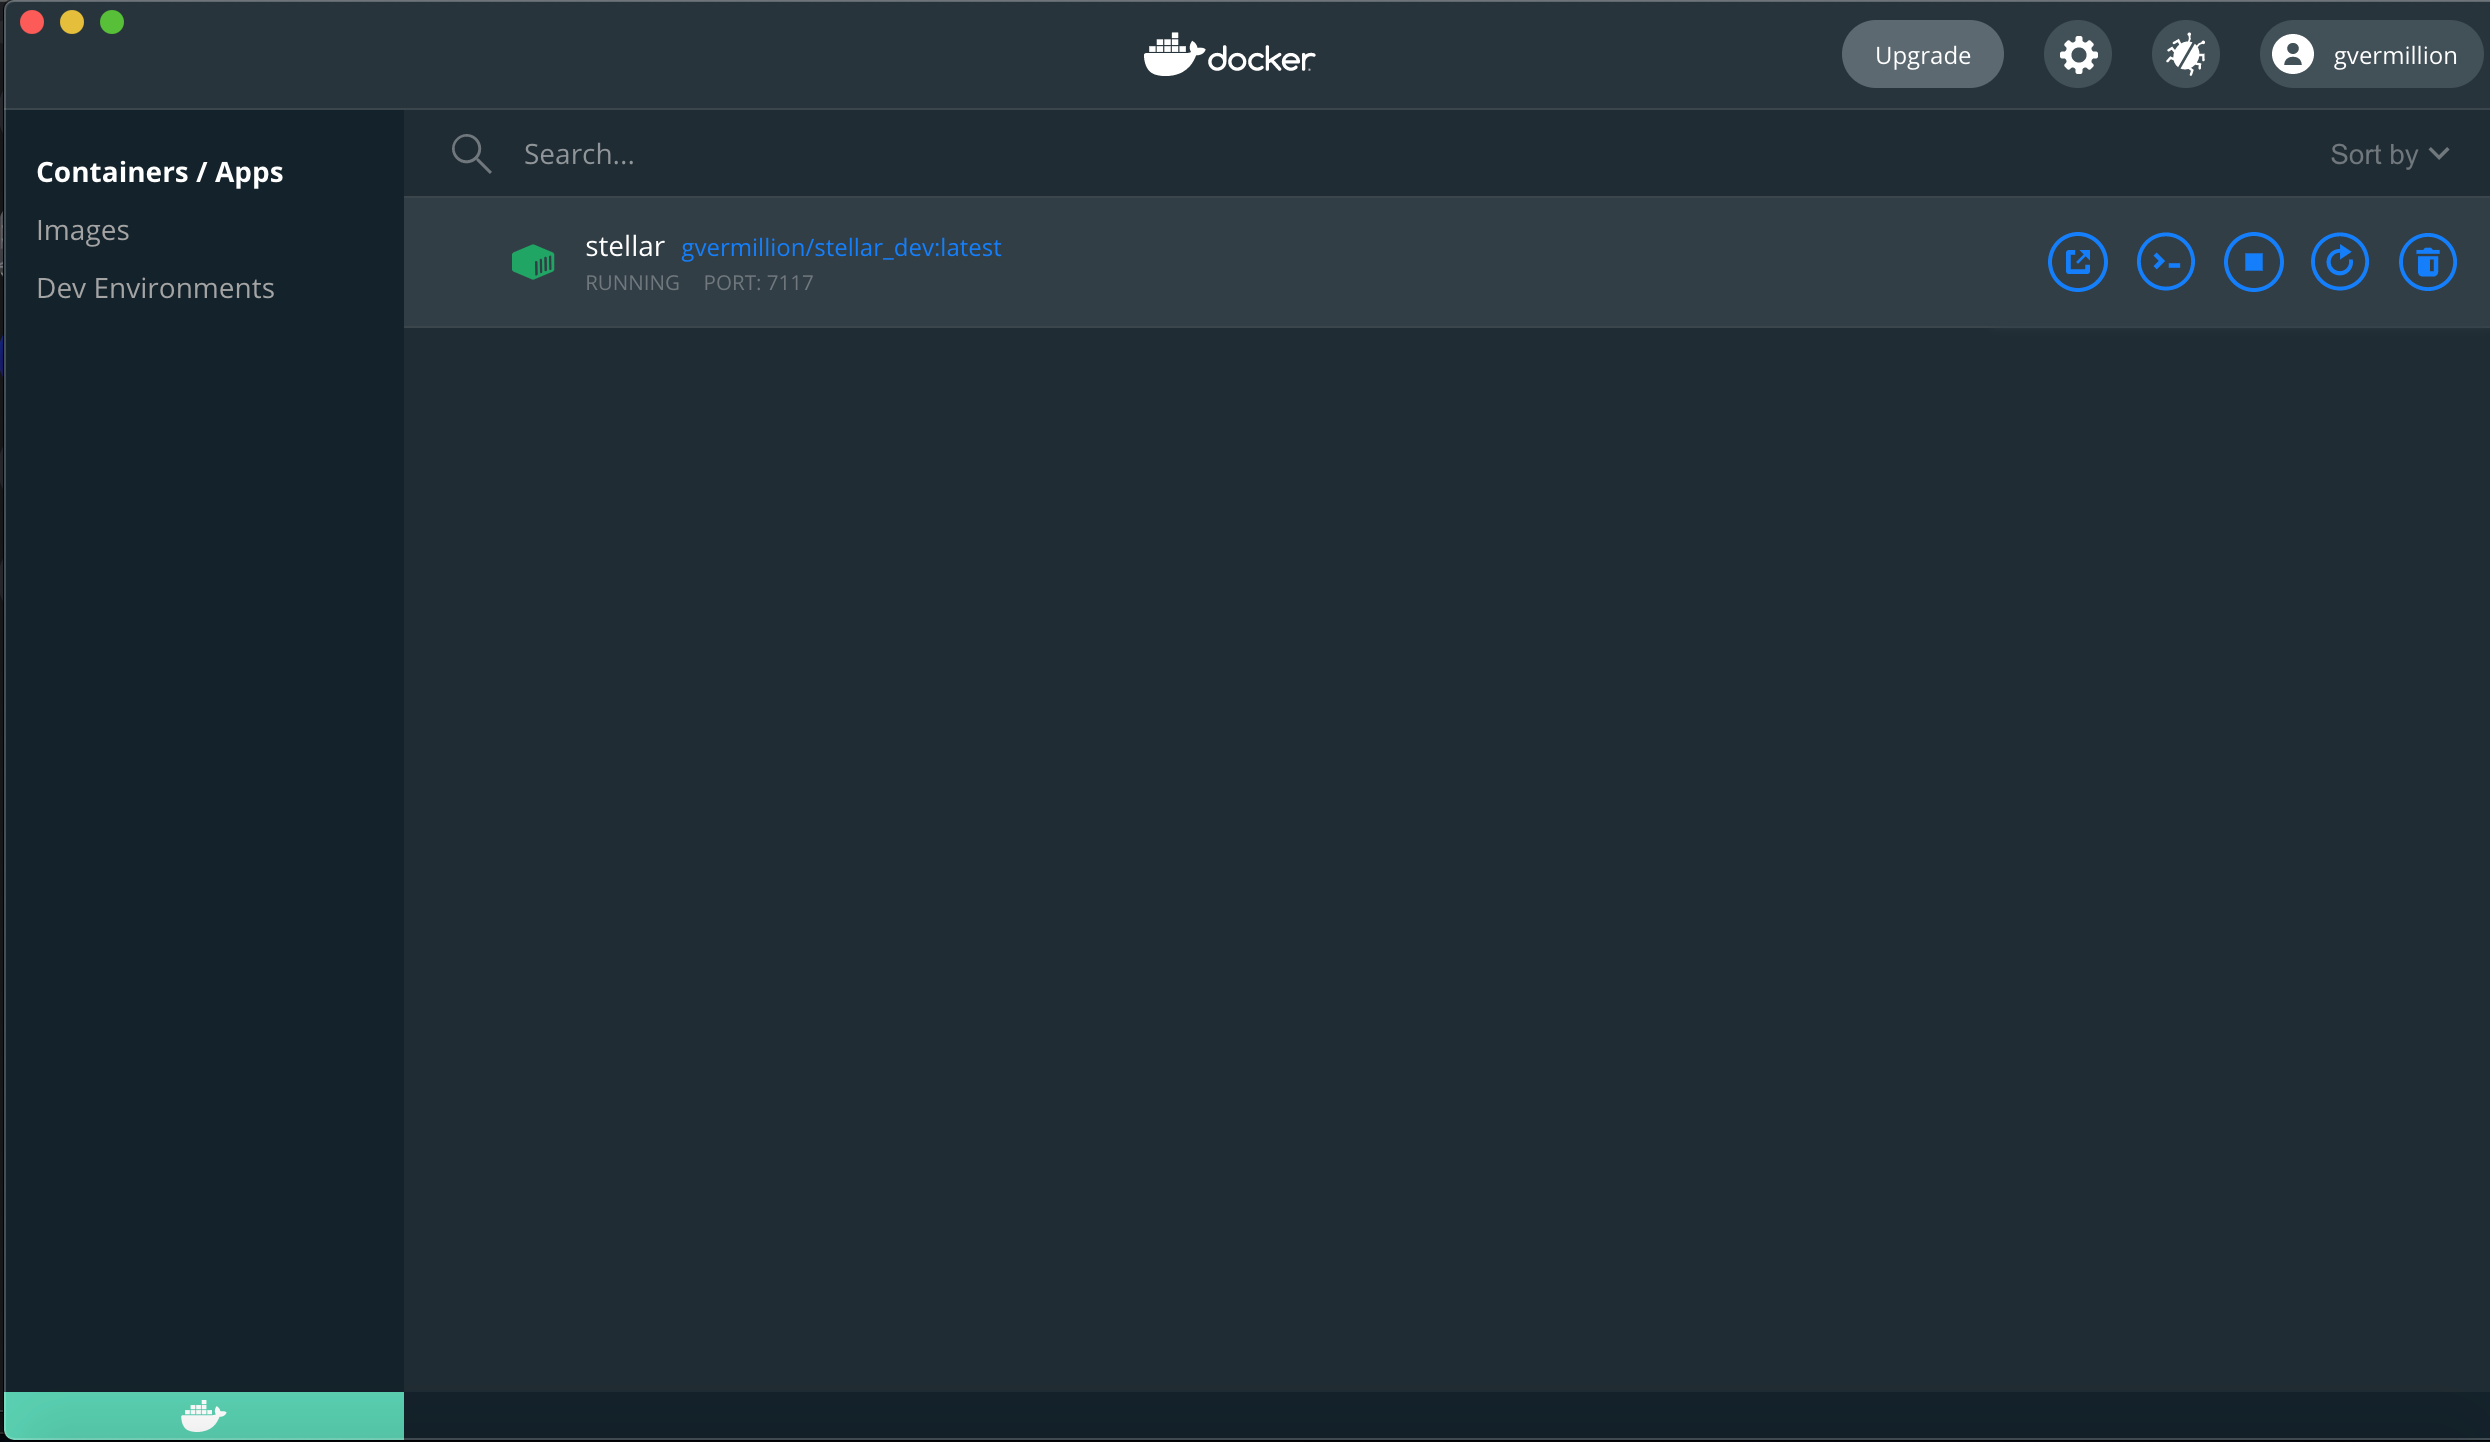 docker
Upgrade
gvermillion
Containers / Apps
Images
Dev Environments
Search...
Sort by
stellar gvermillion/stellar_dev:latest
RUNNING PORT: 7117